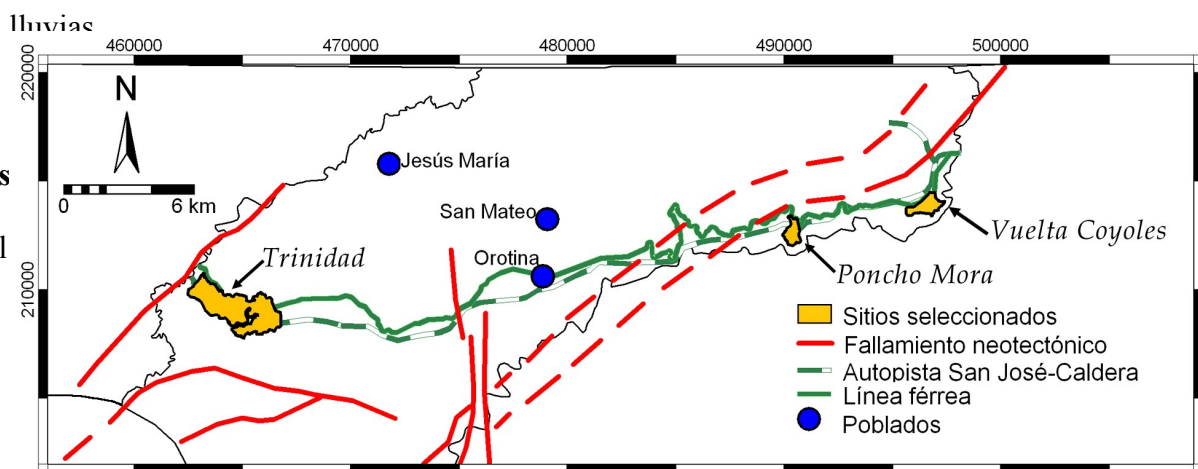 lluvias
460000 470000 480000 490000 500000
220000
N
s
Jesús María
0 6 km
San Mateo
Vuelta Coyoles
l
Trinidad
Orotina
Poncho Mora
210000
Sitios seleccionados
Fallamiento neotectónico
Autopista San José-Caldera
Línea férrea
Poblados